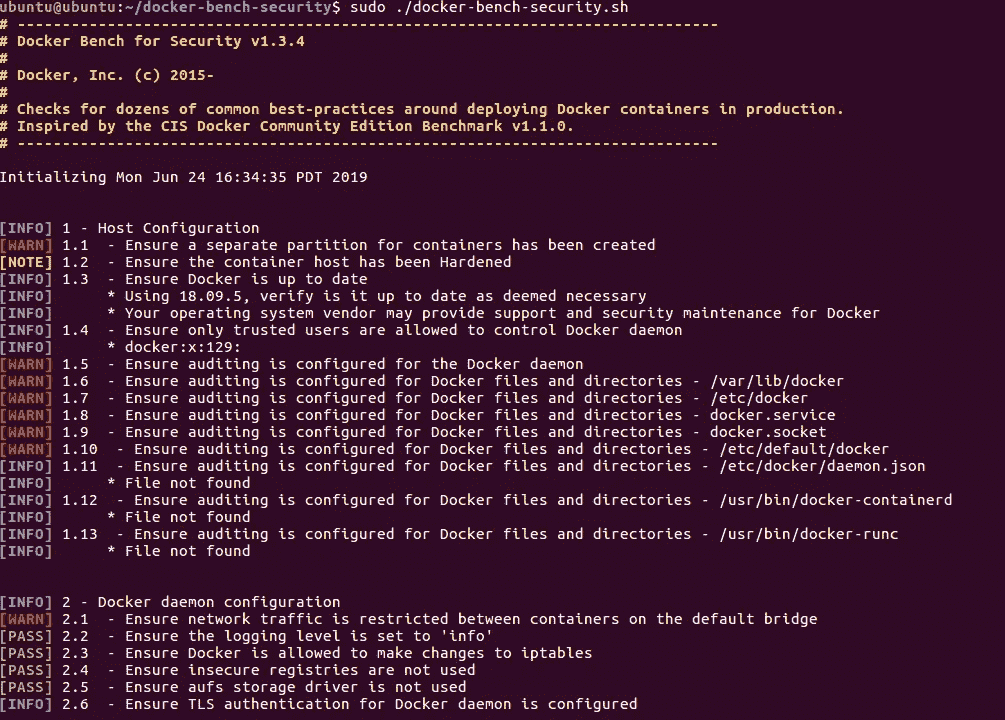 ubuntu@ubuntu:~/docker-bench-security$ sudo ./docker-bench-security.sh
# ------------------------------------------------------------------------------
# Docker Bench for Security v1.3.4
#
# Docker, Inc. (c) 2015-
#
# Checks for dozens of common best-practices around deploying Docker containers in production.
# Inspired by the CIS Docker Community Edition Benchmark v1.1.0.
# ------------------------------------------------------------------------------
Initializing Mon Jun 24 16:34:35 PDT 2019
[INFO] 1 - Host Configuration
[WARN] 1.1  - Ensure a separate partition for containers has been created
[NOTE] 1.2  - Ensure the container host has been Hardened
[INFO] 1.3  - Ensure Docker is up to date
[INFO]      * Using 18.09.5, verify is it up to date as deemed necessary
[INFO]      * Your operating system vendor may provide support and security maintenance for Docker
[INFO] 1.4  - Ensure only trusted users are allowed to control Docker daemon
[INFO]      * docker:x:129:
[WARN] 1.5  - Ensure auditing is configured for the Docker daemon
[WARN] 1.6  - Ensure auditing is configured for Docker files and directories - /var/lib/docker
[WARN] 1.7  - Ensure auditing is configured for Docker files and directories - /etc/docker
[WARN] 1.8  - Ensure auditing is configured for Docker files and directories - docker.service
[WARN] 1.9  - Ensure auditing is configured for Docker files and directories - docker.socket
[WARN] 1.10  - Ensure auditing is configured for Docker files and directories - /etc/default/docker
[INFO] 1.11  - Ensure auditing is configured for Docker files and directories - /etc/docker/daemon.json
[INFO]      * File not found
[INFO] 1.12  - Ensure auditing is configured for Docker files and directories - /usr/bin/docker-containerd
[INFO]      * File not found
[INFO] 1.13  - Ensure auditing is configured for Docker files and directories - /usr/bin/docker-runc
[INFO]      * File not found
[INFO] 2 - Docker daemon configuration
[WARN] 2.1  - Ensure network traffic is restricted between containers on the default bridge
[PASS] 2.2  - Ensure the logging level is set to 'info'
[PASS] 2.3  - Ensure Docker is allowed to make changes to iptables
[PASS] 2.4  - Ensure insecure registries are not used
[PASS] 2.5  - Ensure aufs storage driver is not used
[INFO] 2.6  - Ensure TLS authentication for Docker daemon is configured